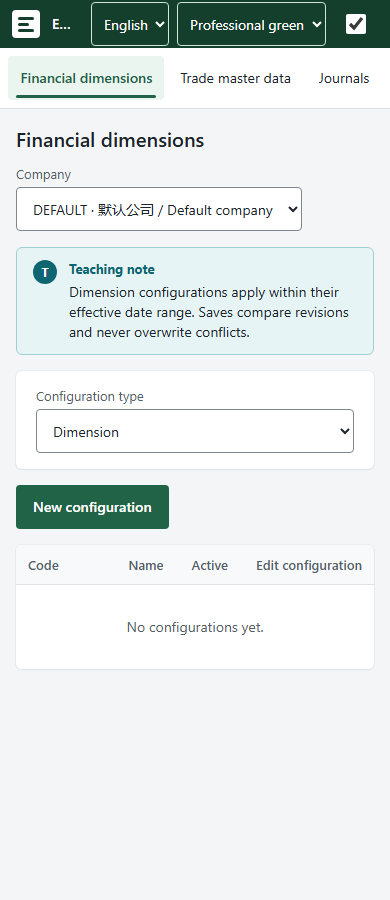 E...
English
Professional green
Financial dimensions
Trade master data
Journals
Financial dimensions
Company
DEFAULT · 默认公司 / Default company
T
Teaching note
Dimension configurations apply within their
effective date range. Saves compare revisions
and never overwrite conflicts.
Configuration type
Dimension
New configuration
Code
Name
Active
Edit configuration
No configurations yet.